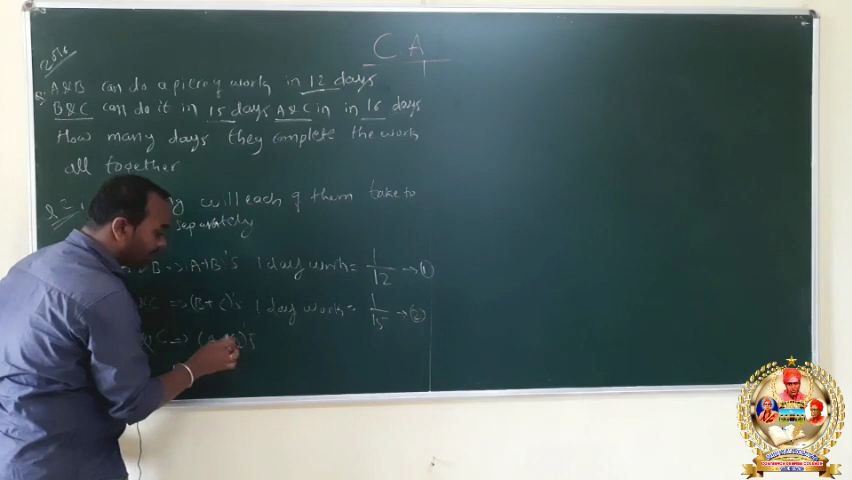 CA
2016
A&B can do a piece of work in 12 days
B&C can do it in 15 days A&C in in 16 days
How many days they complete the work
all together
will each of them take to
separately
B => A+B's 1 day work = 1/12 → ①
C => (B+C)'s 1 day work = 1/15 → ②
C =>